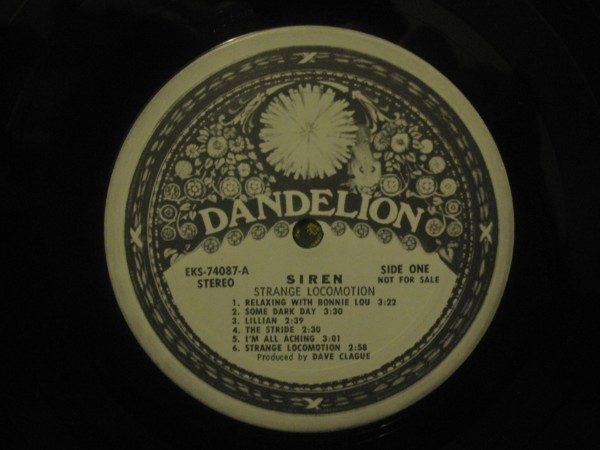 DANDELION
EKS-74087-A
STEREO
SIREN
SIDE ONE
NOT FOR SALE
STRANGE LOCOMOTION
1. RELAXING WITH BONNIE LOU 3:22
2. SOME DARK DAY 3:30
3. LILLIAN 2:39
4. THE STRIDE 2:30
5. I'M ALL ACHING 3:01
6. STRANGE LOCOMOTION 2:58
Produced by DAVE CLAGUE